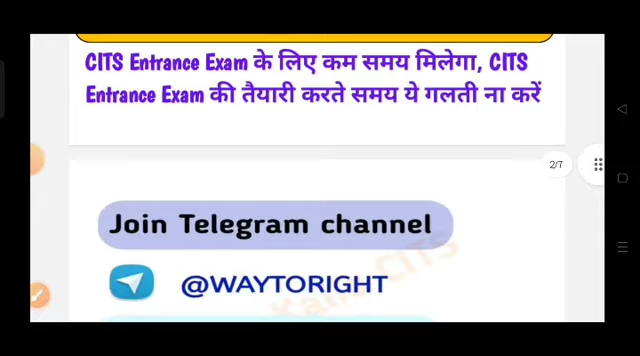 CITS Entrance Exam के लिए कम समय मिलेगा, CITS
Entrance Exam की तैयारी करते समय ये गलती ना करें
2/7
Join Telegram channel
@WAYTORIGHT